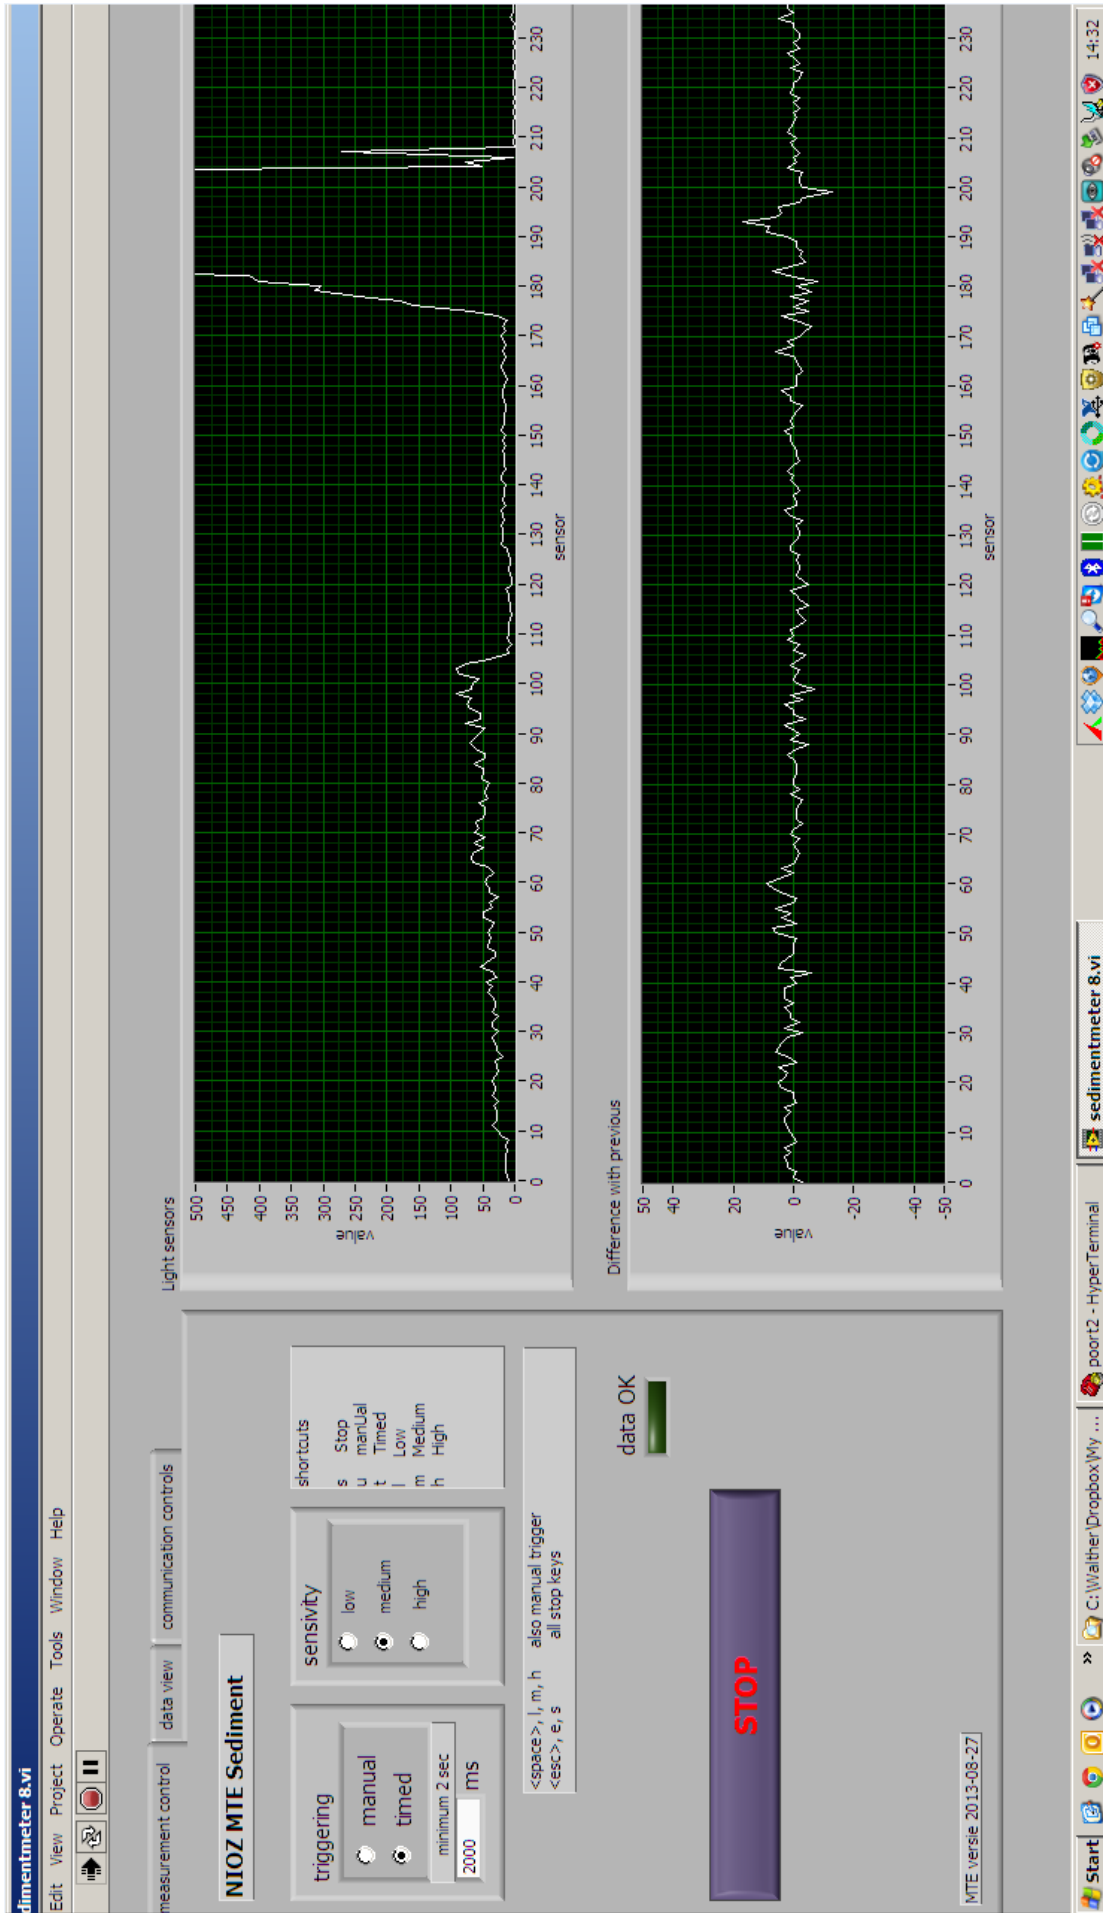 dimentmeter 8.vi
Edit View Project Operate Tools Window Help
measurement control data view communication controls
NIOZ MTE Sediment
triggering
manual
timed
minimum 2 sec
2000 ms
sensivity
low
medium
high
shortcuts
s Stop
u manUal
t Timed
l Low
m Medium
h High
<space>, l, m, h also manual trigger
<esc>, e, s all stop keys
data OK
STOP
MTE versie 2013-08-27
Light sensors
value
500
450
400
350
300
250
200
150
100
50
0
0 10 20 30 40 50 60 70 80 90 100 110 120 130 140 150 160 170 180 190 200 210 220 230
sensor
Difference with previous
value
50
40
20
0
-20
-40
-50
0 10 20 30 40 50 60 70 80 90 100 110 120 130 140 150 160 170 180 190 200 210 220 230
sensor
Start » C:\Walther\Dropbox\My ... poort2 - HyperTerminal sedimentmeter 8.vi 14:32